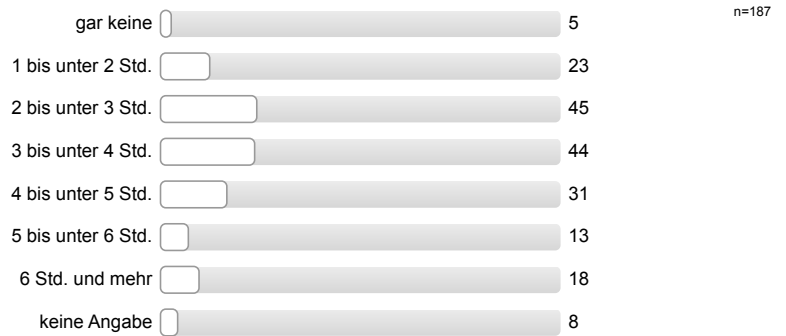 n=187
gar keine 5
1 bis unter 2 Std. 23
2 bis unter 3 Std. 45
3 bis unter 4 Std. 44
4 bis unter 5 Std. 31
5 bis unter 6 Std. 13
6 Std. und mehr 18
keine Angabe 8